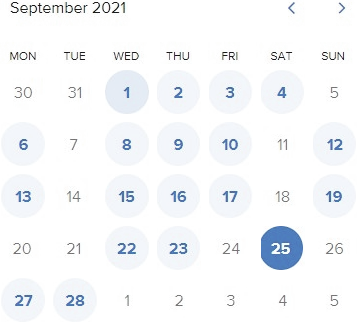 September 2021
MON TUE WED THU FRI SAT SUN
30 31 1 2 3 4 5
6 7 8 9 10 11 12
13 14 15 16 17 18 19
20 21 22 23 24 25 26
27 28 1 2 3 4 5